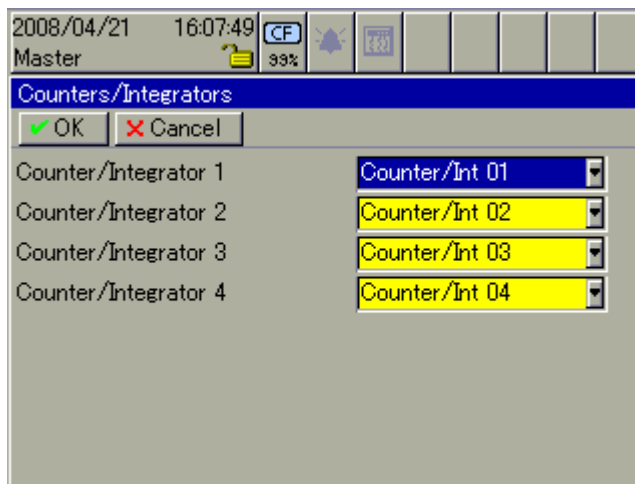 2008/04/21 16:07:49
Master
CF
99%
Counters/Integrators
OK Cancel
Counter/Integrator 1 Counter/Int 01
Counter/Integrator 2 Counter/Int 02
Counter/Integrator 3 Counter/Int 03
Counter/Integrator 4 Counter/Int 04